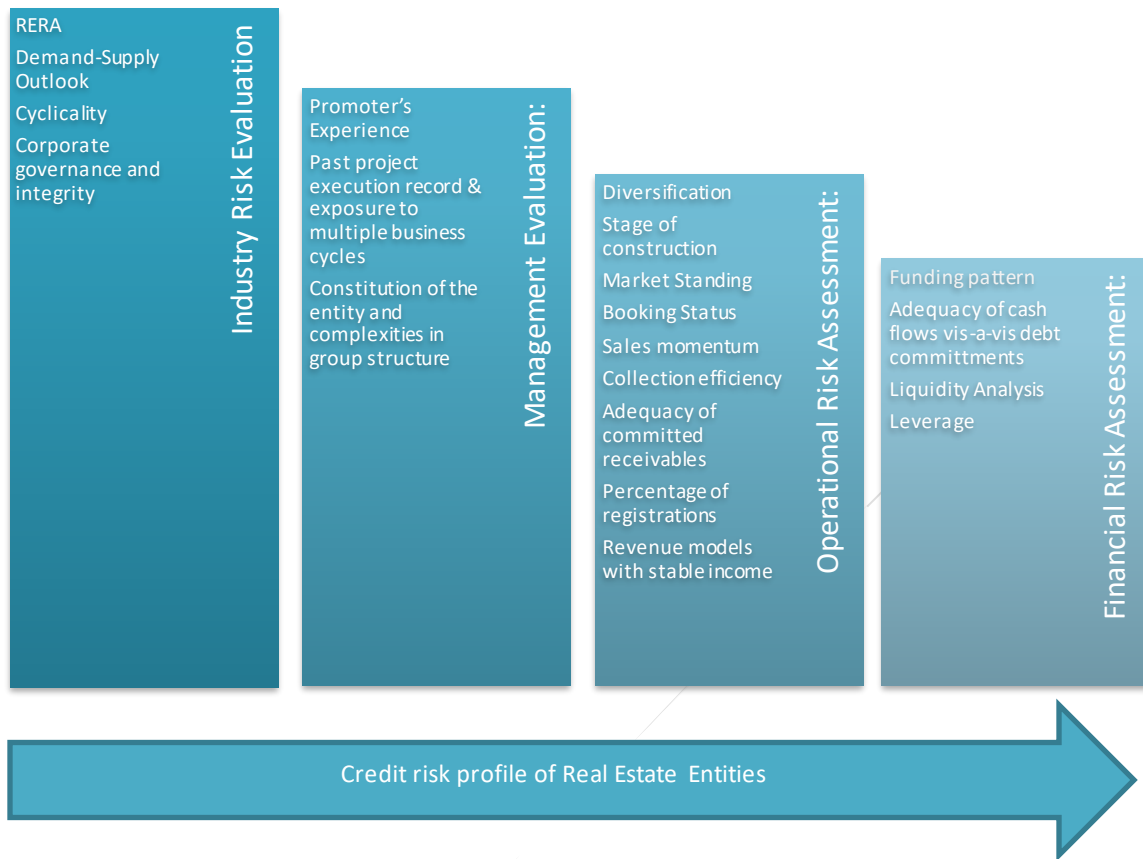 RERA
Demand-Supply
Outlook
Cyclicality
Corporate
governance and
integrity
Industry Risk Evaluation
Promoter’s
Experience
Past project
execution record &
exposure to
multiple business
cycles
Constitution of the
entity and
complexities in
group structure
Management Evaluation:
Diversification
Stage of
construction
Market Standing
Booking Status
Sales momentum
Collection efficiency
Adequacy of
committed
receivables
Percentage of
registrations
Revenue models
with stable income
Operational Risk Assessment:
Funding pattern
Adequacy of cash
flows vis-a-vis debt
committments
Liquidity Analysis
Leverage
Financial Risk Assessment:
Credit risk profile of Real Estate Entities